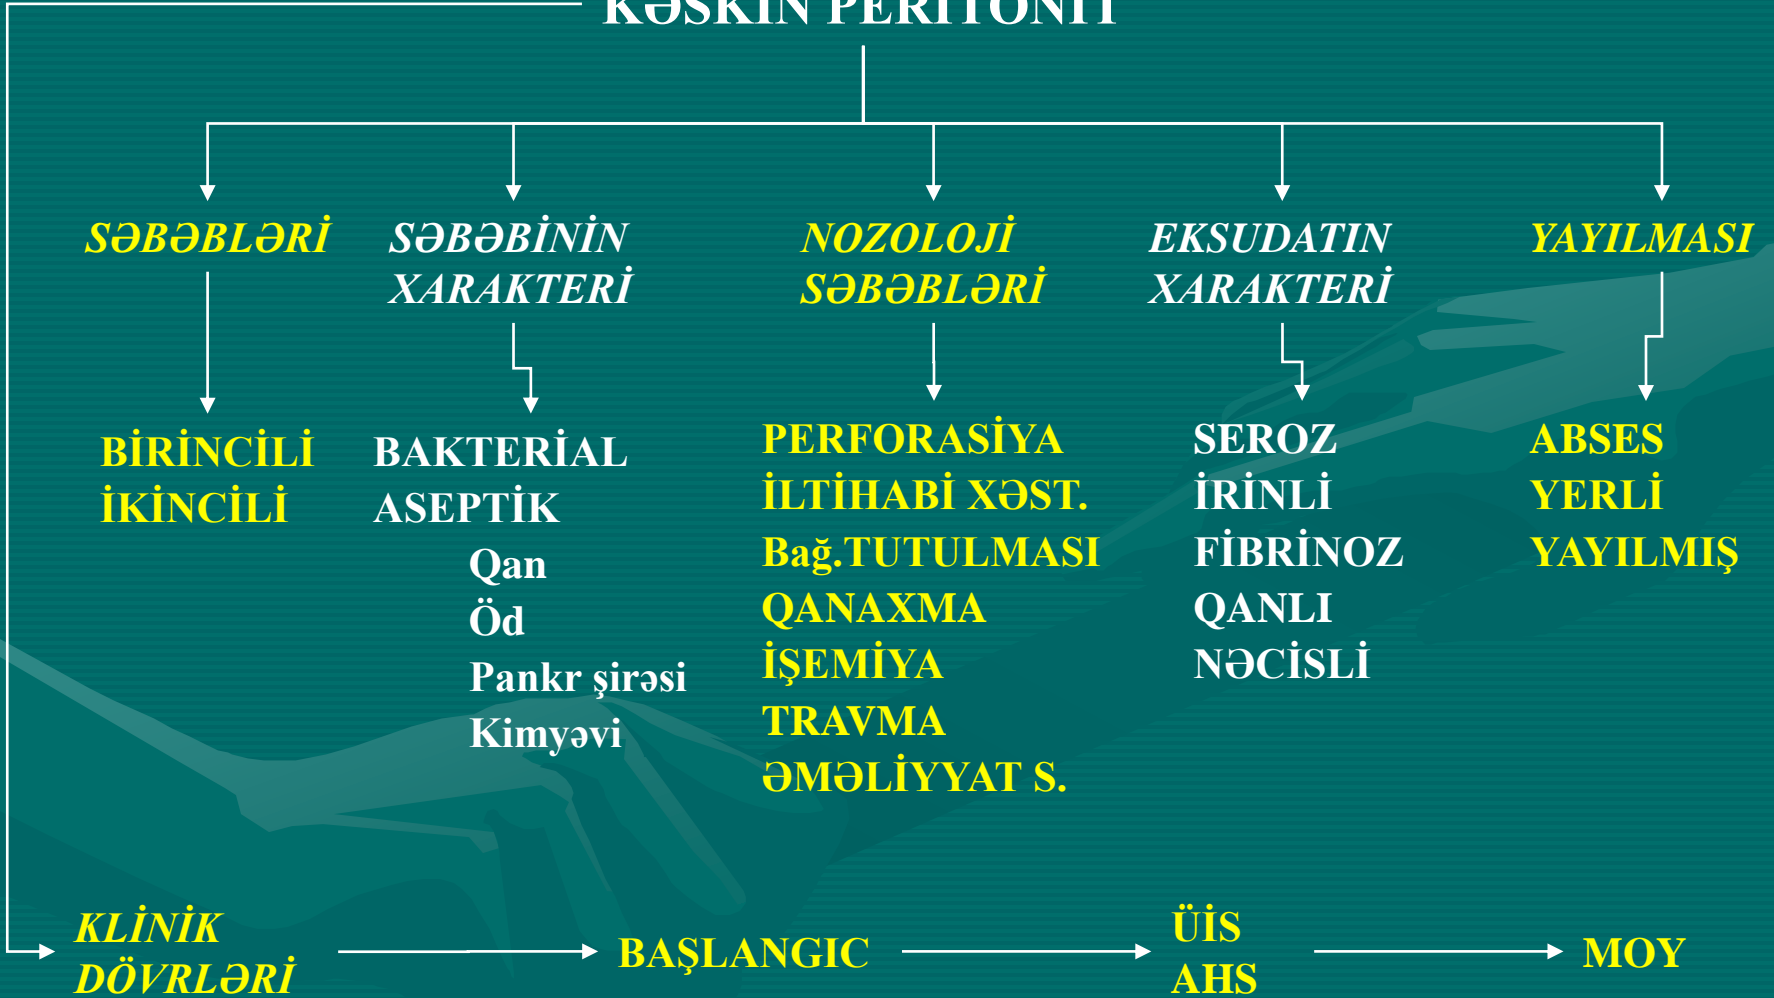 KƏSKİN PERİTONİT
SƏBƏBLƏRİ
BİRİNCİLİ
İKİNCİLİ
SƏBƏBİNİN
XARAKTERİ
BAKTERİAL
ASEPTİK
Qan
Öd
Pankr şirəsi
Kimyəvi
NOZOLOJİ
SƏBƏBLƏRİ
PERFORASİYA
İLTİHABİ XƏST.
Bağ.TUTULMASI
QANAXMA
İŞEMİYA
TRAVMA
ƏMƏLİYYAT S.
EKSUDATIN
XARAKTERİ
SEROZ
İRİNLİ
FİBRİNOZ
QANLI
NƏCİSLİ
YAYILMASI
ABSES
YERLİ
YAYILMIŞ
KLİNİK
DÖVRLƏRİ
BAŞLANGIC
ÜİS
AHS
MOY